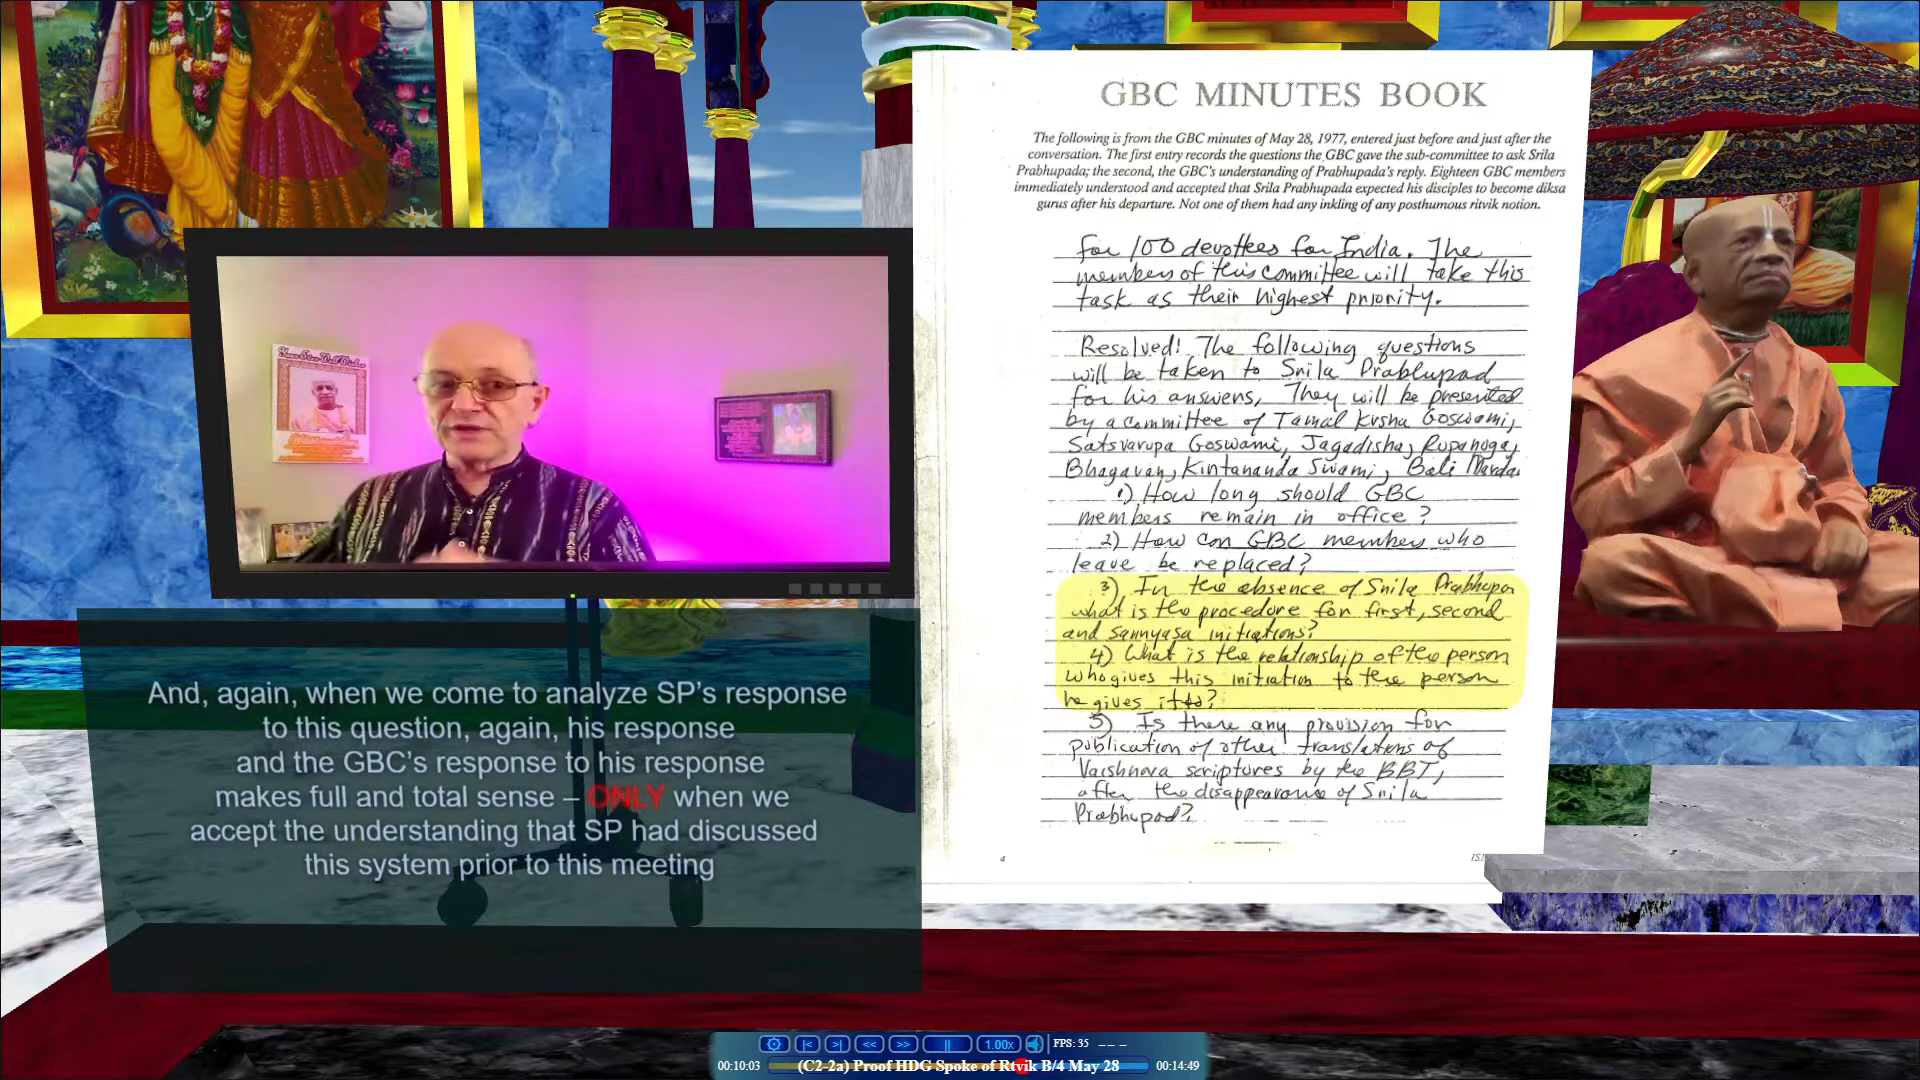 GBC MINUTES BOOK
The following is from the GBC minutes of May 28, 1977, entered just before and just after the
conversation. The first entry records the questions the GBC gave the sub-committee to ask Srila
Prabhupada; the second, the GBC's understanding of Prabhupada's reply. Eighteen GBC members
immediately understood and accepted that Srila Prabhupada expected his disciples to become diksa
gurus after his departure. Not one of them had any inkling of any posthumous ritvik notion.
for 100 devottees for India. The
members of this committee will take this
task as their highest priority.
Resolved! The following questions
will be taken to Srila Prabhupad
for his answers, They will be presented
by a committee of Tamal Krsha Goswami,
Satsvarupa Goswami, Jagadisha, Rupanoga,
Bhagavan, Kintananda Swami, Bali Marda
1) How long should GBC
members remain in office?
2) How can GBC members who
leave be replaced?
3) In the absence of Srila Prabhupa
what is the procedure for first, second
and sannyasa initiations?
4) What is the relationship of the person
who gives this initiation to the person
he gives it to?
5) Is there any provision for
publication of other translations of
Vaishnava scriptures by the BBT,
after the disappearance of Srila
Prabhupad?
4
And, again, when we come to analyze SP's response
to this question, again, his response
and the GBC's response to his response
makes full and total sense – ONLY when we
accept the understanding that SP had discussed
this system prior to this meeting
|< >| << >> || 1.00x FPS: 35 – – –
00:10:03 (C2-2a) Proof HDG Spoke of Rtvik B/4 May 28 00:14:49